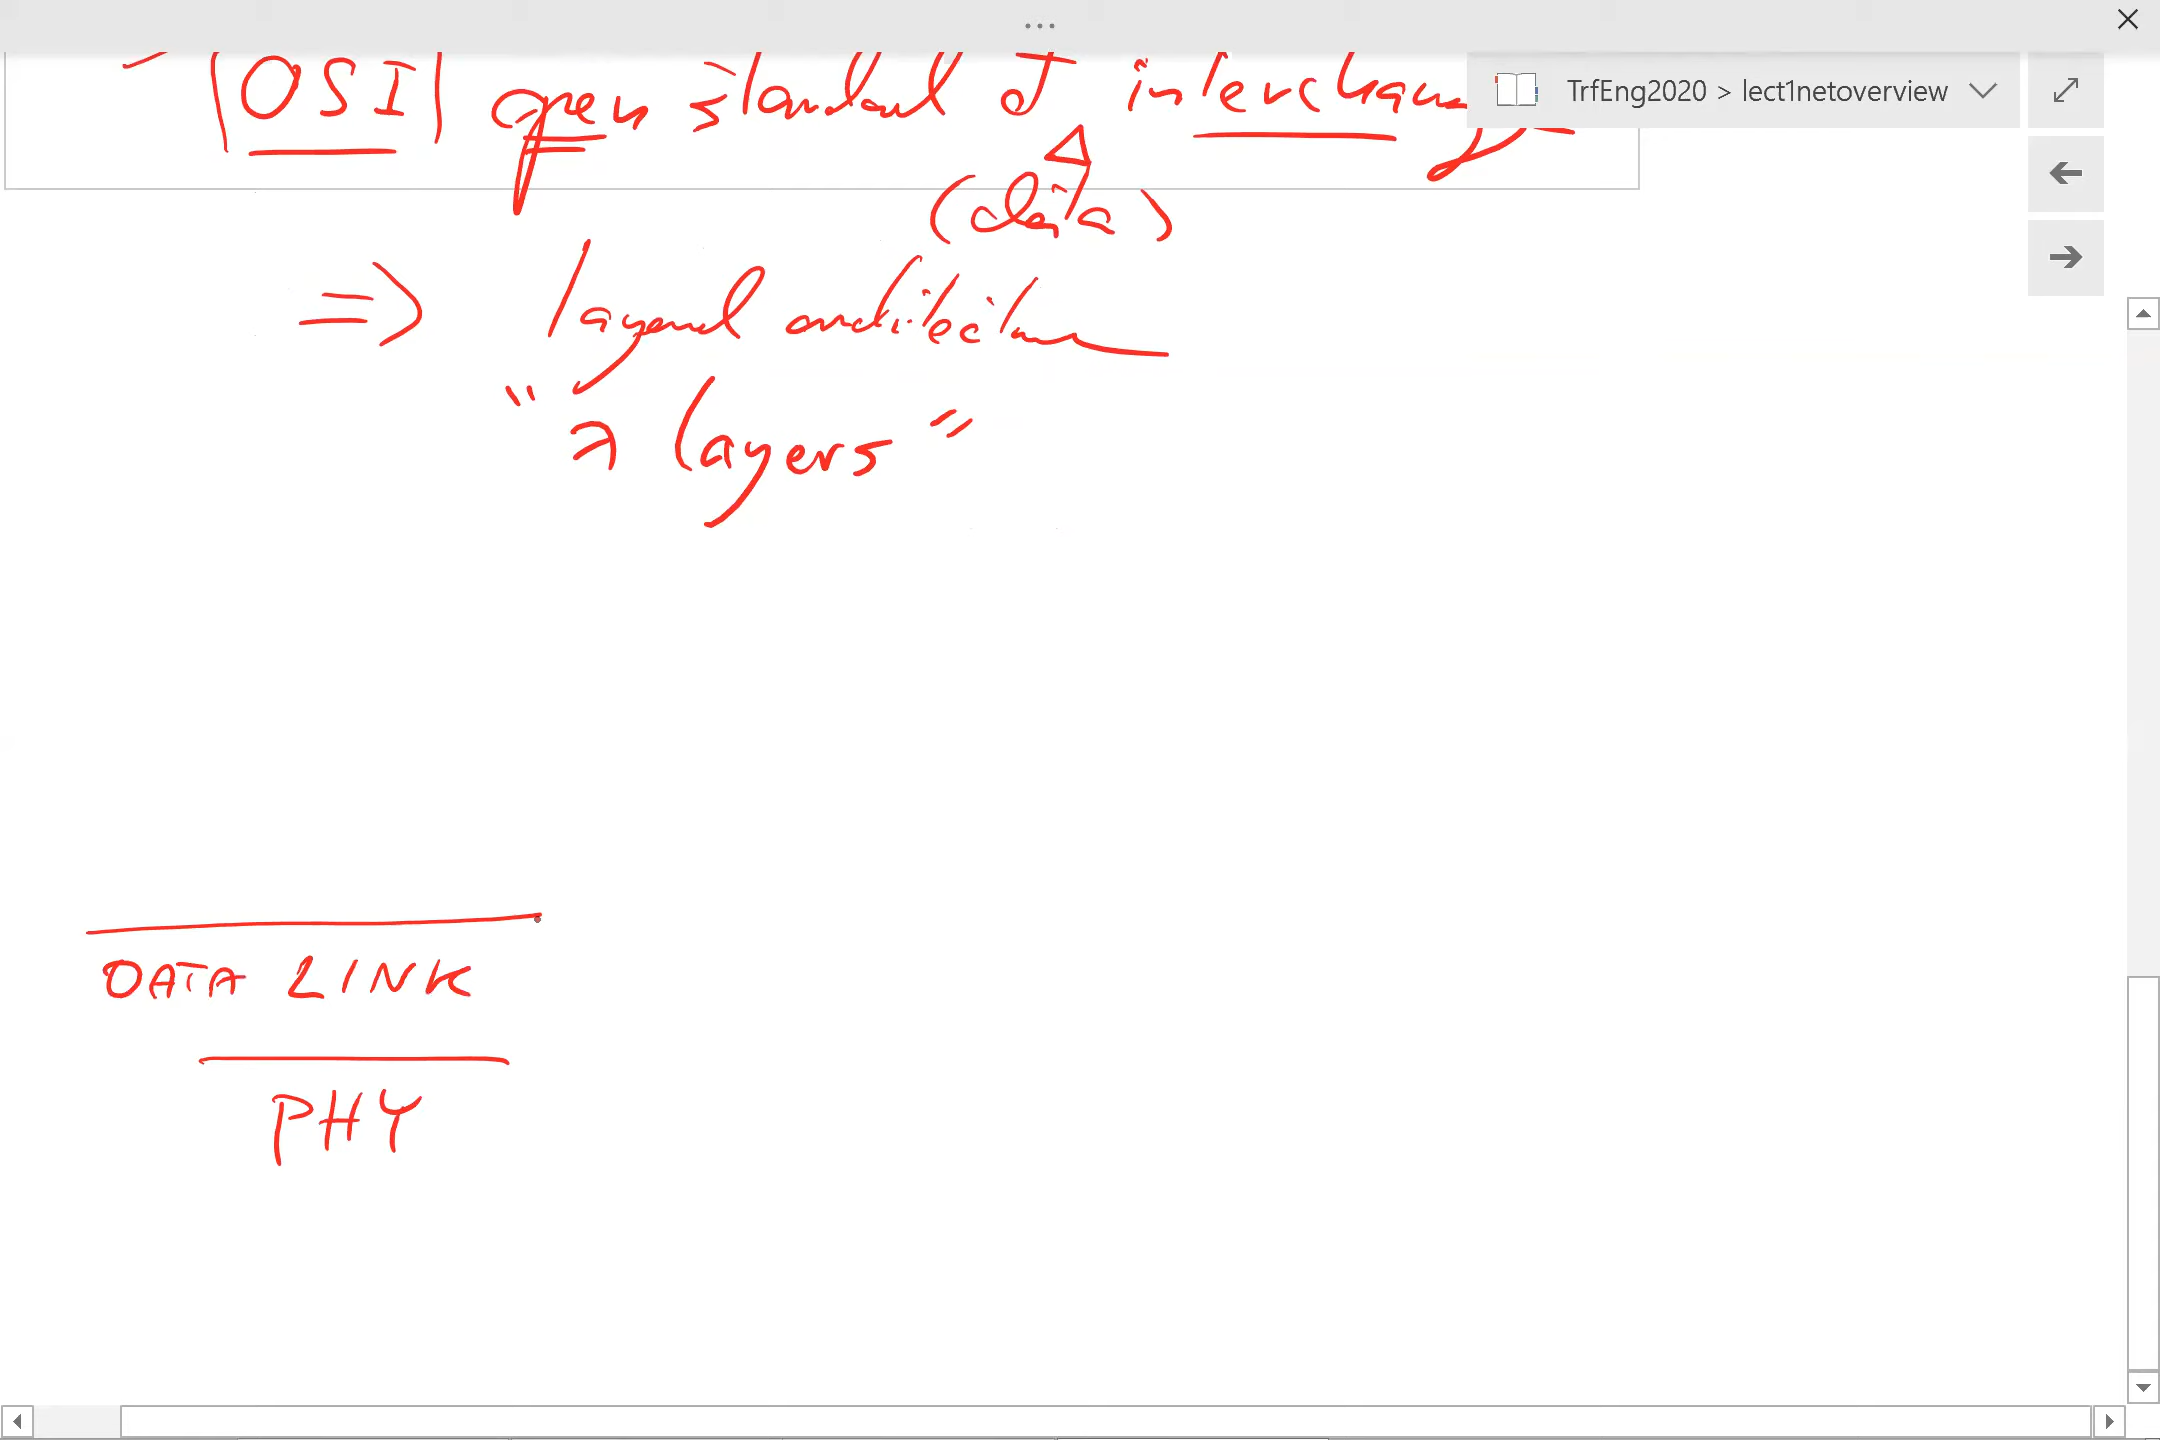 ...
OSI open standard of interchange
TrfEng2020 > lect1netoverview
(data)
=> layered architecture
" 7 layers "
DATA LINK
PHY